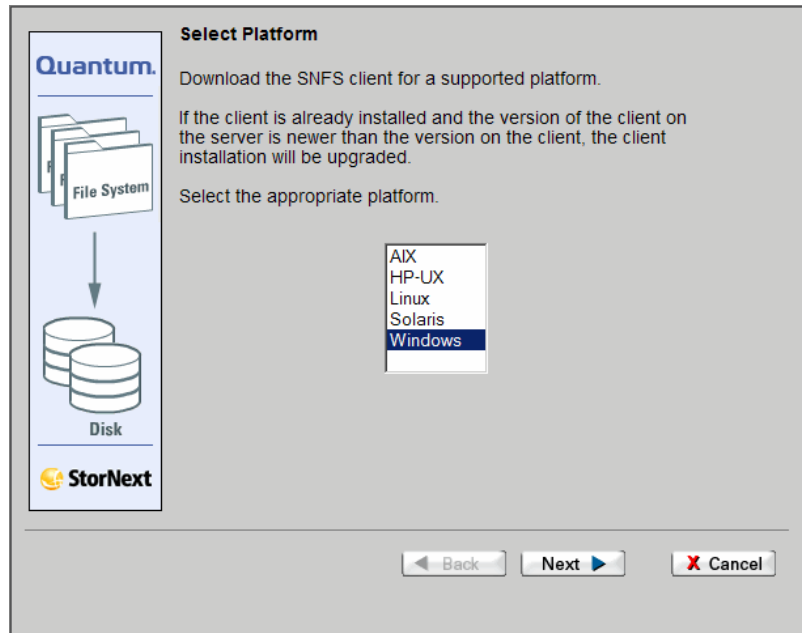 Select Platform
Quantum.
Download the SNFS client for a supported platform.
If the client is already installed and the version of the client on
the server is newer than the version on the client, the client
installation will be upgraded.
Select the appropriate platform.
File System
AIX
HP-UX
Linux
Solaris
Windows
Disk
StorNext
Back
Next
X Cancel